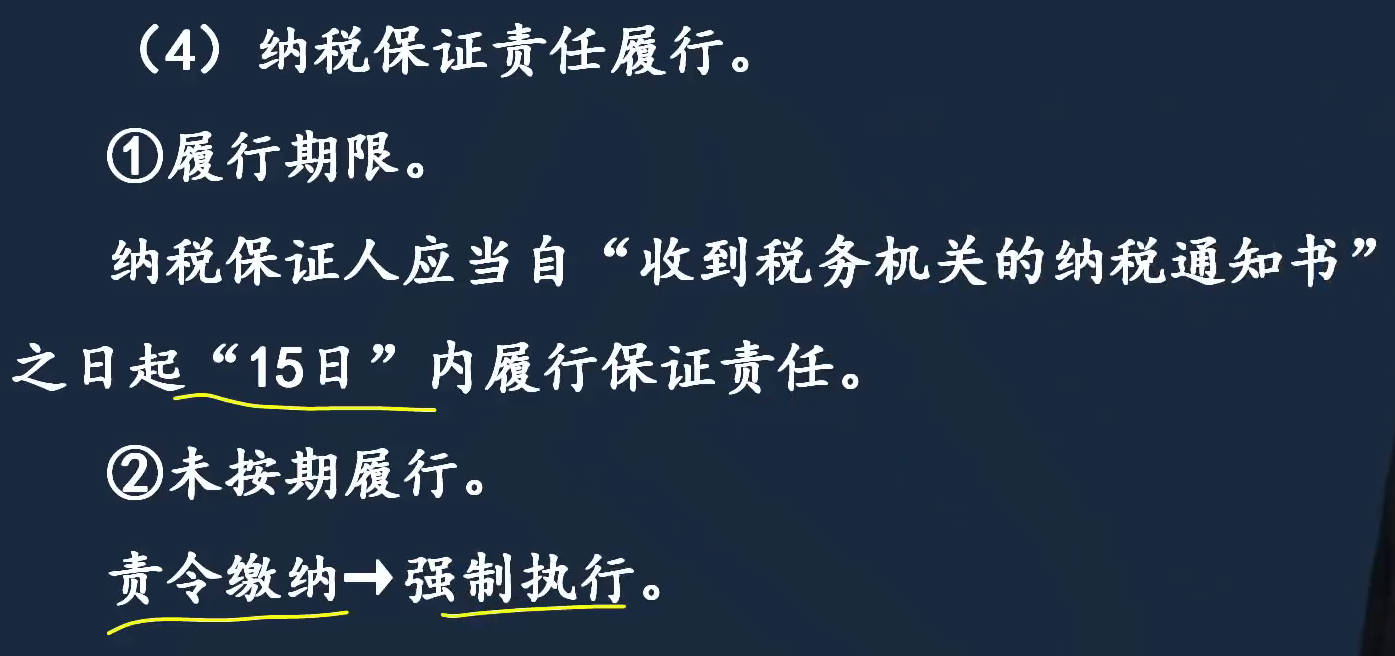 （4）纳税保证责任履行。
①履行期限。
纳税保证人应当自“收到税务机关的纳税通知书”
之日起“15日”内履行保证责任。
②未按期履行。
责令缴纳→强制执行。